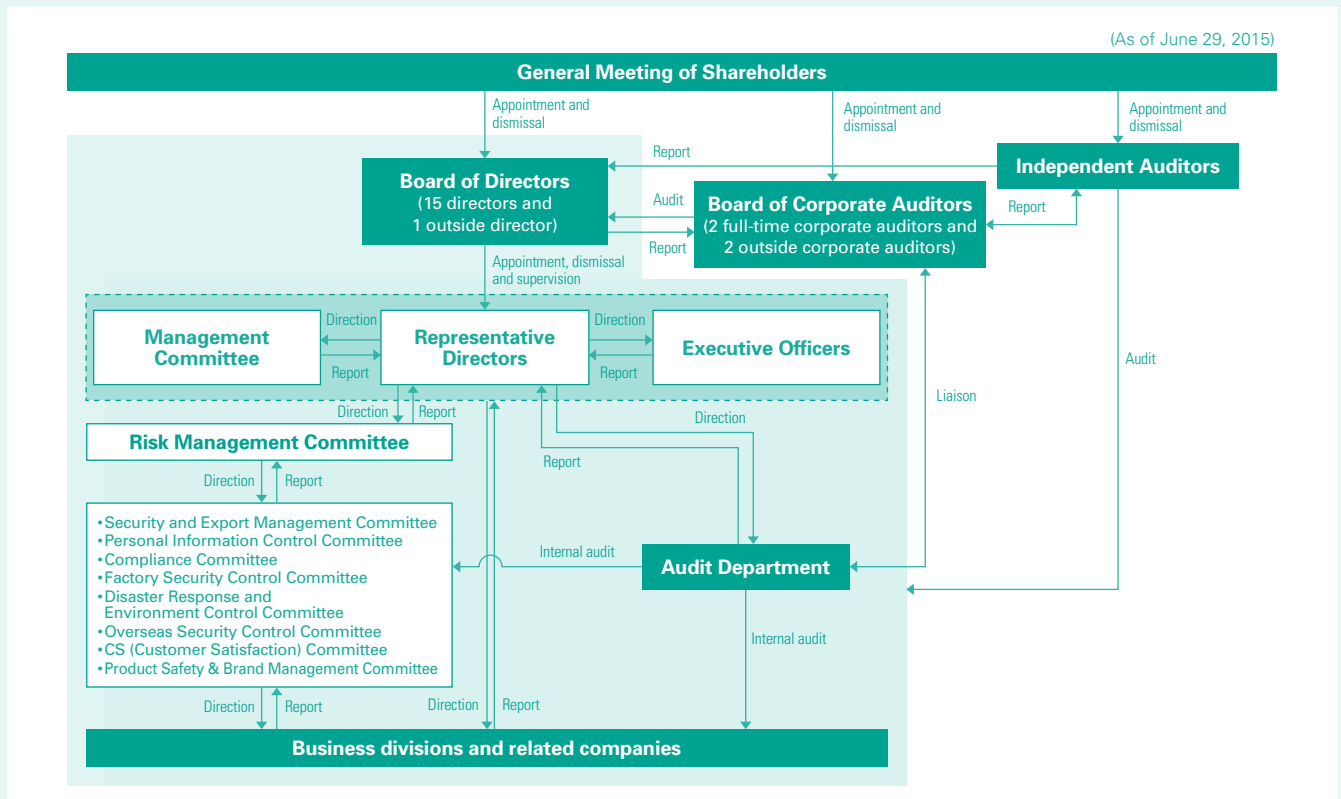 (As of June 29, 2015)
General Meeting of Shareholders
Appointment and
dismissal
Appointment and
dismissal
Appointment and
dismissal
Report
Independent Auditors
Board of Directors
(15 directors and
1 outside director)
Audit
Report
Board of Corporate Auditors
(2 full-time corporate auditors and
2 outside corporate auditors)
Report
Appointment, dismissal
and supervision
Management
Committee
Direction
Report
Representative
Directors
Direction
Report
Executive Officers
Audit
Liaison
Direction
Report
Direction
Report
Risk Management Committee
Direction
Report
•Security and Export Management Committee
•Personal Information Control Committee
•Compliance Committee
•Factory Security Control Committee
•Disaster Response and
Environment Control Committee
•Overseas Security Control Committee
•CS (Customer Satisfaction) Committee
•Product Safety & Brand Management Committee
Internal audit
Audit Department
Internal audit
Direction
Report
Direction
Report
Business divisions and related companies